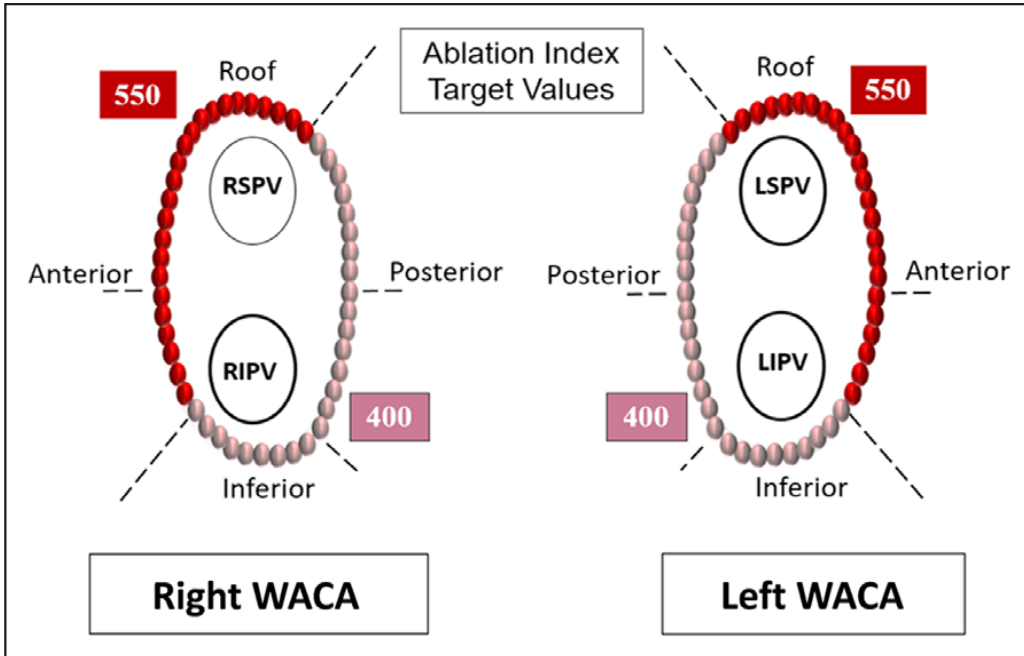 Ablation Index
Target Values
Roof
550
RSPV
Anterior
Posterior
RIPV
400
Inferior
Right WACA
Roof
550
LSPV
Posterior
Anterior
LIPV
400
Inferior
Left WACA